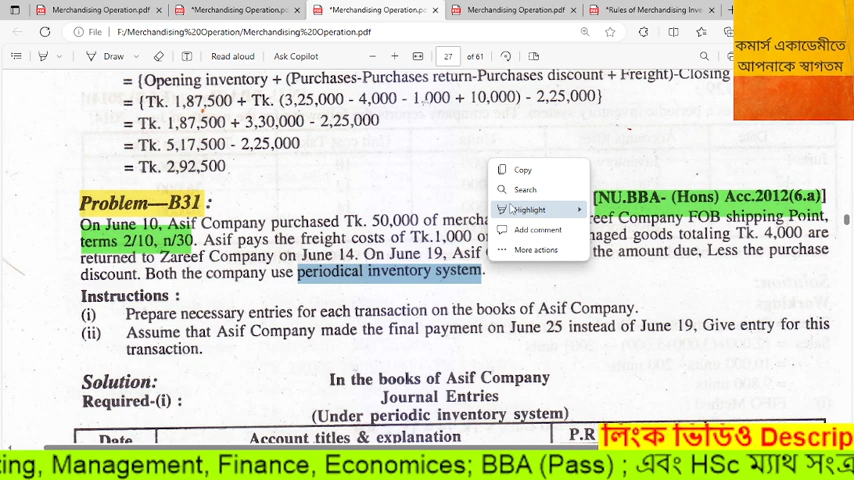 Merchandising Operation.pdf
*Merchandising Operation.pdf
*Merchandising Operation.pdf
Merchandising Operation.pdf
*Rules of Merchandising Inve
File F:/Merchandising%20Operation/Merchandising%20Operation.pdf
Draw Read aloud Ask Copilot 27 of 61
কমার্স একাডেমীতে
আপনাকে স্বাগতম
= {Opening inventory + (Purchases-Purchases return-Purchases discount + Freight)-Closing
= {Tk. 1,87,500 + Tk. (3,25,000 - 4,000 - 1,000 + 10,000) - 2,25,000}
= Tk. 1,87,500 + 3,30,000 - 2,25,000
= Tk. 5,17,500 - 2,25,000
= Tk. 2,92,500
Copy
Search
Highlight
Add comment
More actions
Problem—B31 : [NU.BBA- (Hons) Acc.2012(6.a)]
On June 10, Asif Company purchased Tk. 50,000 of mercha eef Company FOB shipping Point,
terms 2/10, n/30. Asif pays the freight costs of Tk.1,000 o maged goods totaling Tk. 4,000 are
returned to Zareef Company on June 14. On June 19, Asif the amount due, Less the purchase
discount. Both the company use periodical inventory system.
Instructions :
(i) Prepare necessary entries for each transaction on the books of Asif Company.
(ii) Assume that Asif Company made the final payment on June 25 instead of June 19, Give entry for this
transaction.
Solution: In the books of Asif Company
Required-(i) : Journal Entries
(Under periodic inventory system)
Date Account titles & explanation P.R
লিংক ভিডিও Descrip
ting, Management, Finance, Economices; BBA (Pass) ; এবং HSc ম্যাথ সংক্র